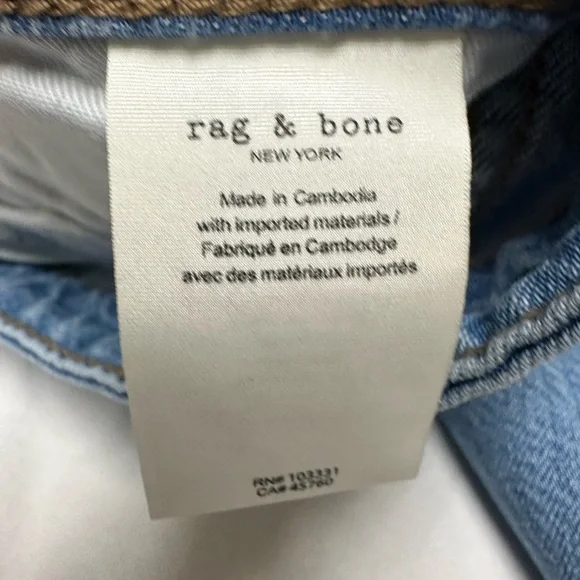 rag & bone
NEW YORK
Made in Cambodia
with imported materials /
Fabriqué en Cambodge
avec des matériaux importés
RN# 103331
CA# 45760